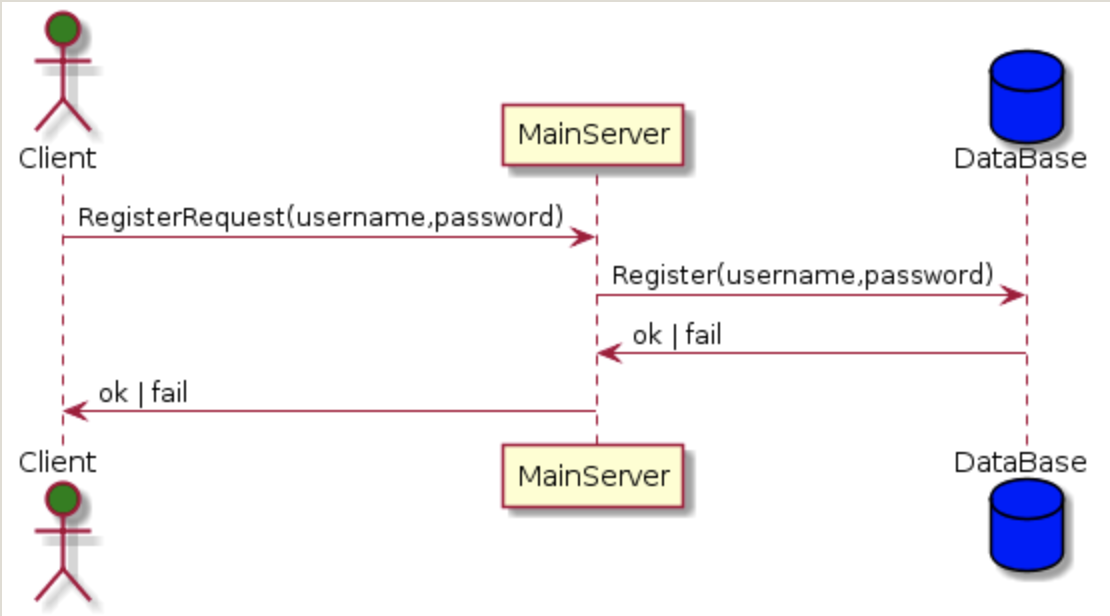 Client
MainServer
DataBase
RegisterRequest(username,password)
Register(username,password)
ok | fail
ok | fail
Client
MainServer
DataBase